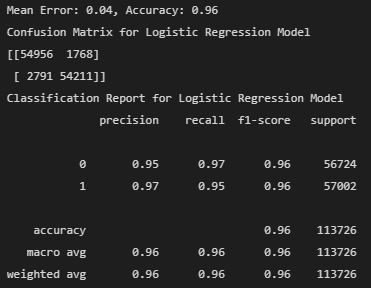 Mean Error: 0.04, Accuracy: 0.96
Confusion Matrix for Logistic Regression Model
[[54956  1768]
 [ 2791 54211]]
Classification Report for Logistic Regression Model
              precision    recall  f1-score   support

           0       0.95      0.97      0.96     56724
           1       0.97      0.95      0.96     57002

    accuracy                           0.96    113726
   macro avg       0.96      0.96      0.96    113726
weighted avg       0.96      0.96      0.96    113726